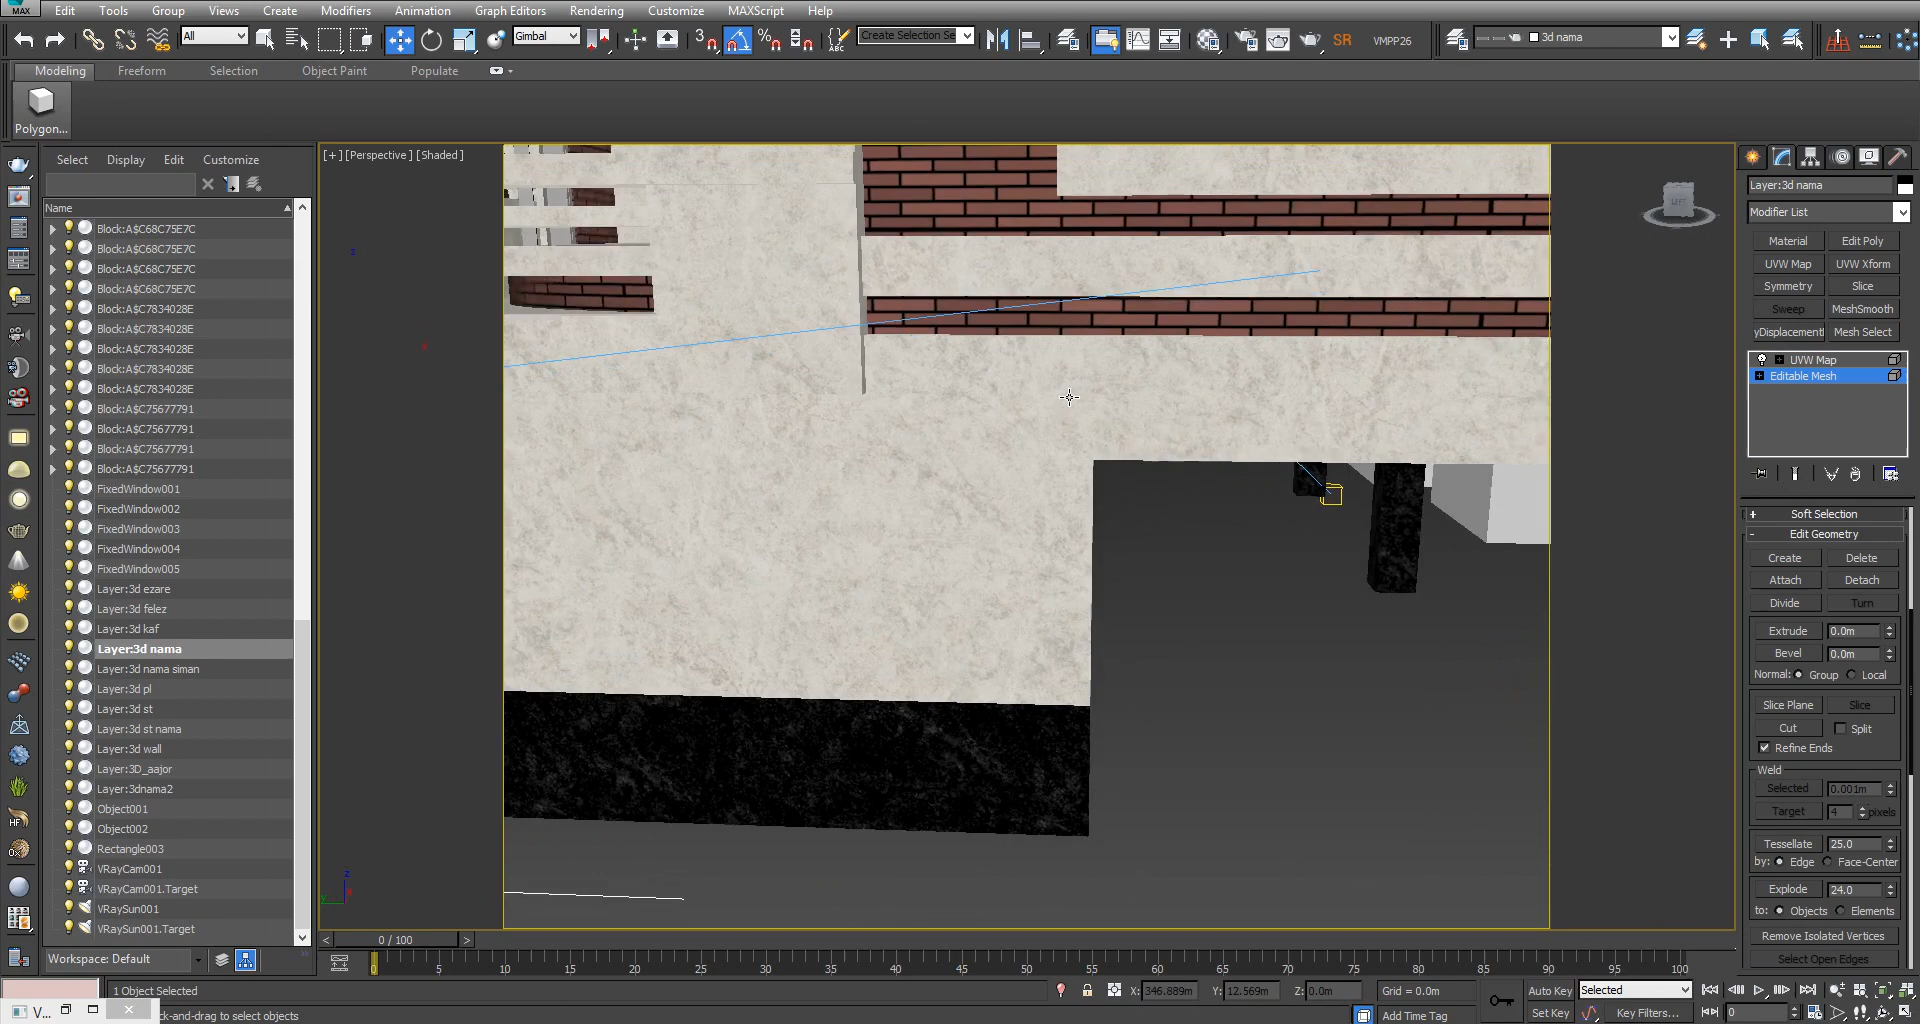 MAX Edit Tools Group Views Create Modifiers Animation Graph Editors Rendering Customize MAXScript Help
All Gimbal Create Selection Se SR VMPP26 3d nama
Modeling Freeform Selection Object Paint Populate
Polygon...
Select Display Edit Customize
Name
Block:A$C68C75E7C
Block:A$C68C75E7C
Block:A$C68C75E7C
Block:A$C68C75E7C
Block:A$C7834028E
Block:A$C7834028E
Block:A$C7834028E
Block:A$C7834028E
Block:A$C7834028E
Block:A$C75677791
Block:A$C75677791
Block:A$C75677791
Block:A$C75677791
FixedWindow001
FixedWindow002
FixedWindow003
FixedWindow004
FixedWindow005
Layer:3d ezare
Layer:3d felez
Layer:3d kaf
Layer:3d nama
Layer:3d nama siman
Layer:3d pl
Layer:3d st
Layer:3d st nama
Layer:3d wall
Layer:3D_aajor
Layer:3dnama2
Object001
Object002
Rectangle003
VRayCam001
VRayCam001.Target
VRaySun001
VRaySun001.Target
Workspace: Default
[+] [Perspective] [Shaded]
LEFT
z
z
y
Layer:3d nama
Modifier List
Material Edit Poly
UVW Map UVW Xform
Symmetry Slice
Sweep MeshSmooth
yDisplacement Mesh Select
UVW Map
Editable Mesh
+ Soft Selection
- Edit Geometry
Create Delete
Attach Detach
Divide Turn
Extrude 0.0m
Bevel 0.0m
Normal: Group Local
Slice Plane Slice
Cut Split
Refine Ends
Weld
Selected 0.001m
Target 4 pixels
Tessellate 25.0
by: Edge Face-Center
Explode 24.0
to: Objects Elements
Remove Isolated Vertices
Select Open Edges
< 0 / 100 >
0 5 10 15 20 25 30 35 40 45 50 55 60 65 70 75 80 85 90 95 100
1 Object Selected X: 346.889m Y: 12.569m Z: 0.0m Grid = 0.0m Auto Key Selected
V... ck-and-drag to select objects Add Time Tag Set Key Key Filters... 0